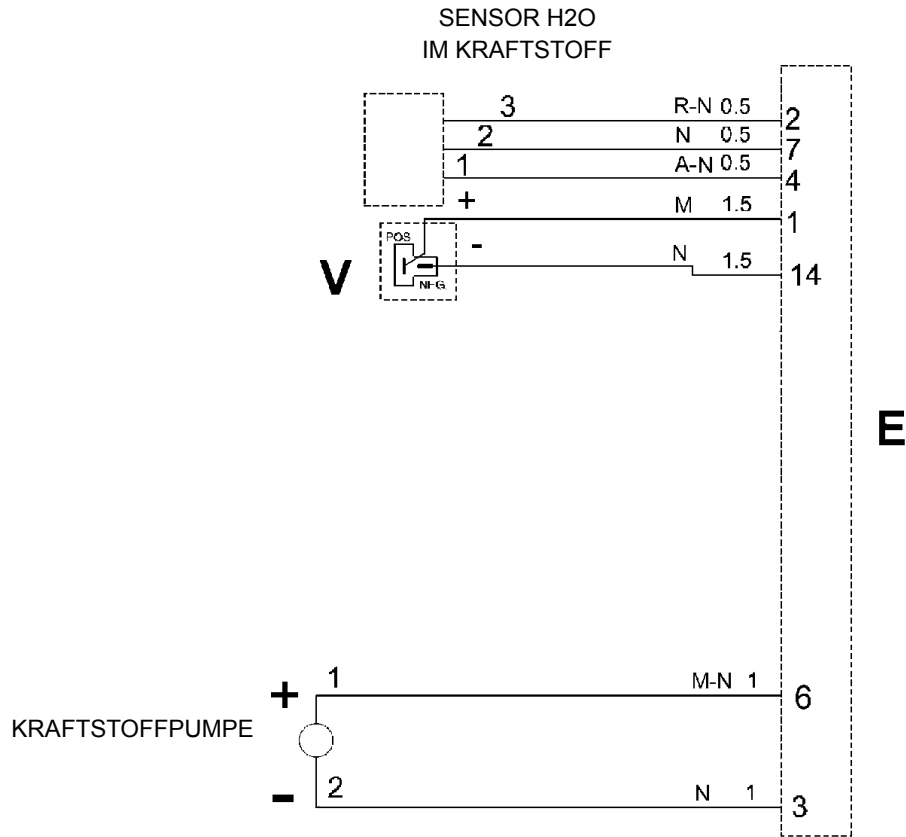 SENSOR H2O
IM KRAFTSTOFF
3 R-N 0.5 2
2 N 0.5 7
1 A-N 0.5 4
+ M 1.5 1
POS
- N 1.5 14
NEG
V
E
+ 1 M-N 1 6
KRAFTSTOFFPUMPE
- 2 N 1 3